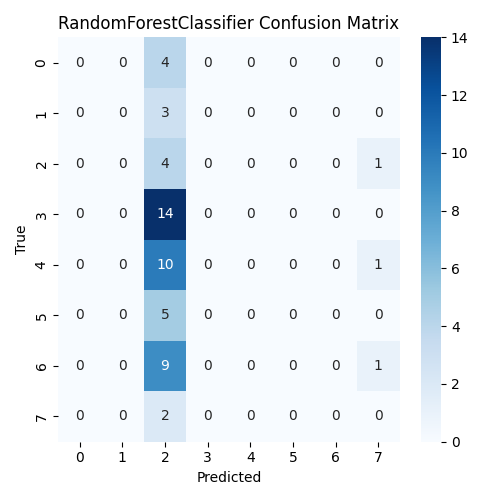 RandomForestClassifier Confusion Matrix
0 0 0 4 0 0 0 0 0
1 0 0 3 0 0 0 0 0
2 0 0 4 0 0 0 0 1
3 0 0 14 0 0 0 0 0
4 0 0 10 0 0 0 0 1
5 0 0 5 0 0 0 0 0
6 0 0 9 0 0 0 0 1
7 0 0 2 0 0 0 0 0
True
0 1 2 3 4 5 6 7
Predicted
14
12
10
8
6
4
2
0